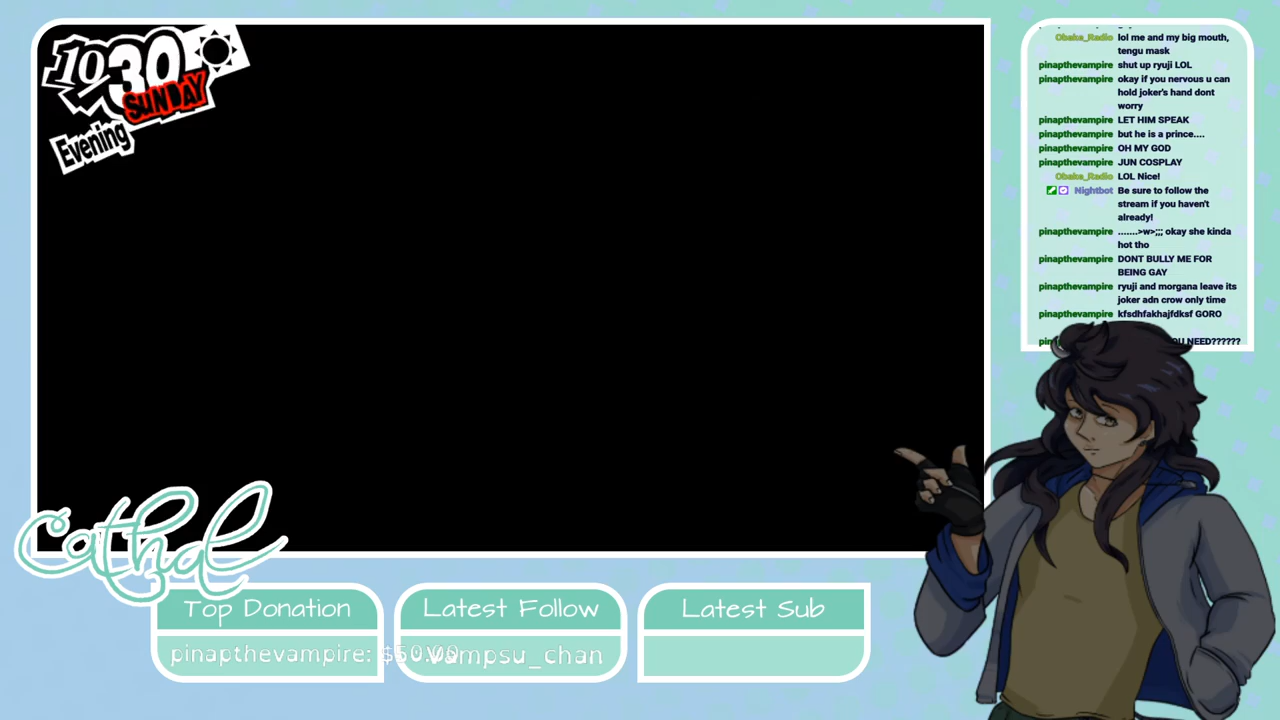 10/30
SUNDAY
Evening
Obaka_Radio lol me and my big mouth,
tengu mask
pinapthevampire shut up ryuji LOL
pinapthevampire okay if you nervous u can
hold joker's hand dont
worry
pinapthevampire LET HIM SPEAK
pinapthevampire but he is a prince....
pinapthevampire OH MY GOD
pinapthevampire JUN COSPLAY
Obaka_Radio LOL Nice!
Nightbot Be sure to follow the
stream if you haven't
already!
pinapthevampire .......>w>;;; okay she kinda
hot tho
pinapthevampire DONT BULLY ME FOR
BEING GAY
pinapthevampire ryuji and morgana leave its
joker adn crow only time
pinapthevampire kfsdhfakhajfdksf GORO
NEED??????
Cathal
Top Donation
pinapthevampire: $50.00
Latest Follow
vampsu_chan
Latest Sub